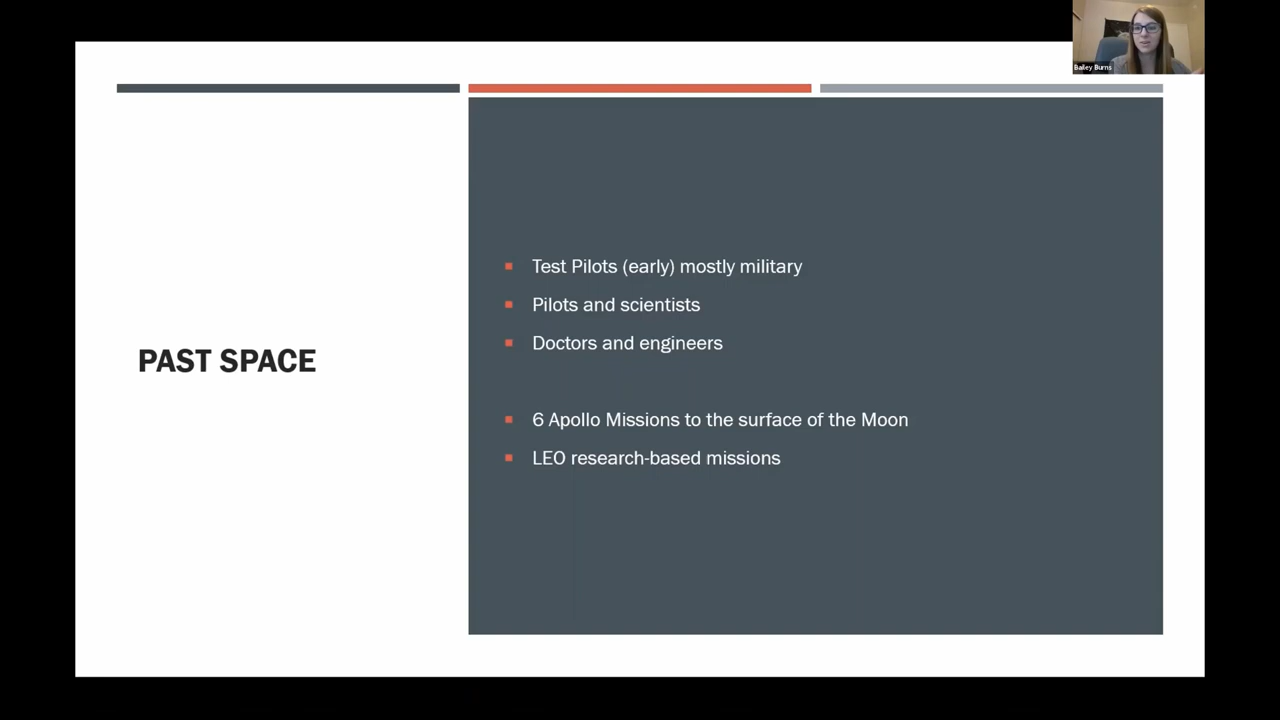 Bailey Burns
PAST SPACE
Test Pilots (early) mostly military
Pilots and scientists
Doctors and engineers
6 Apollo Missions to the surface of the Moon
LEO research-based missions